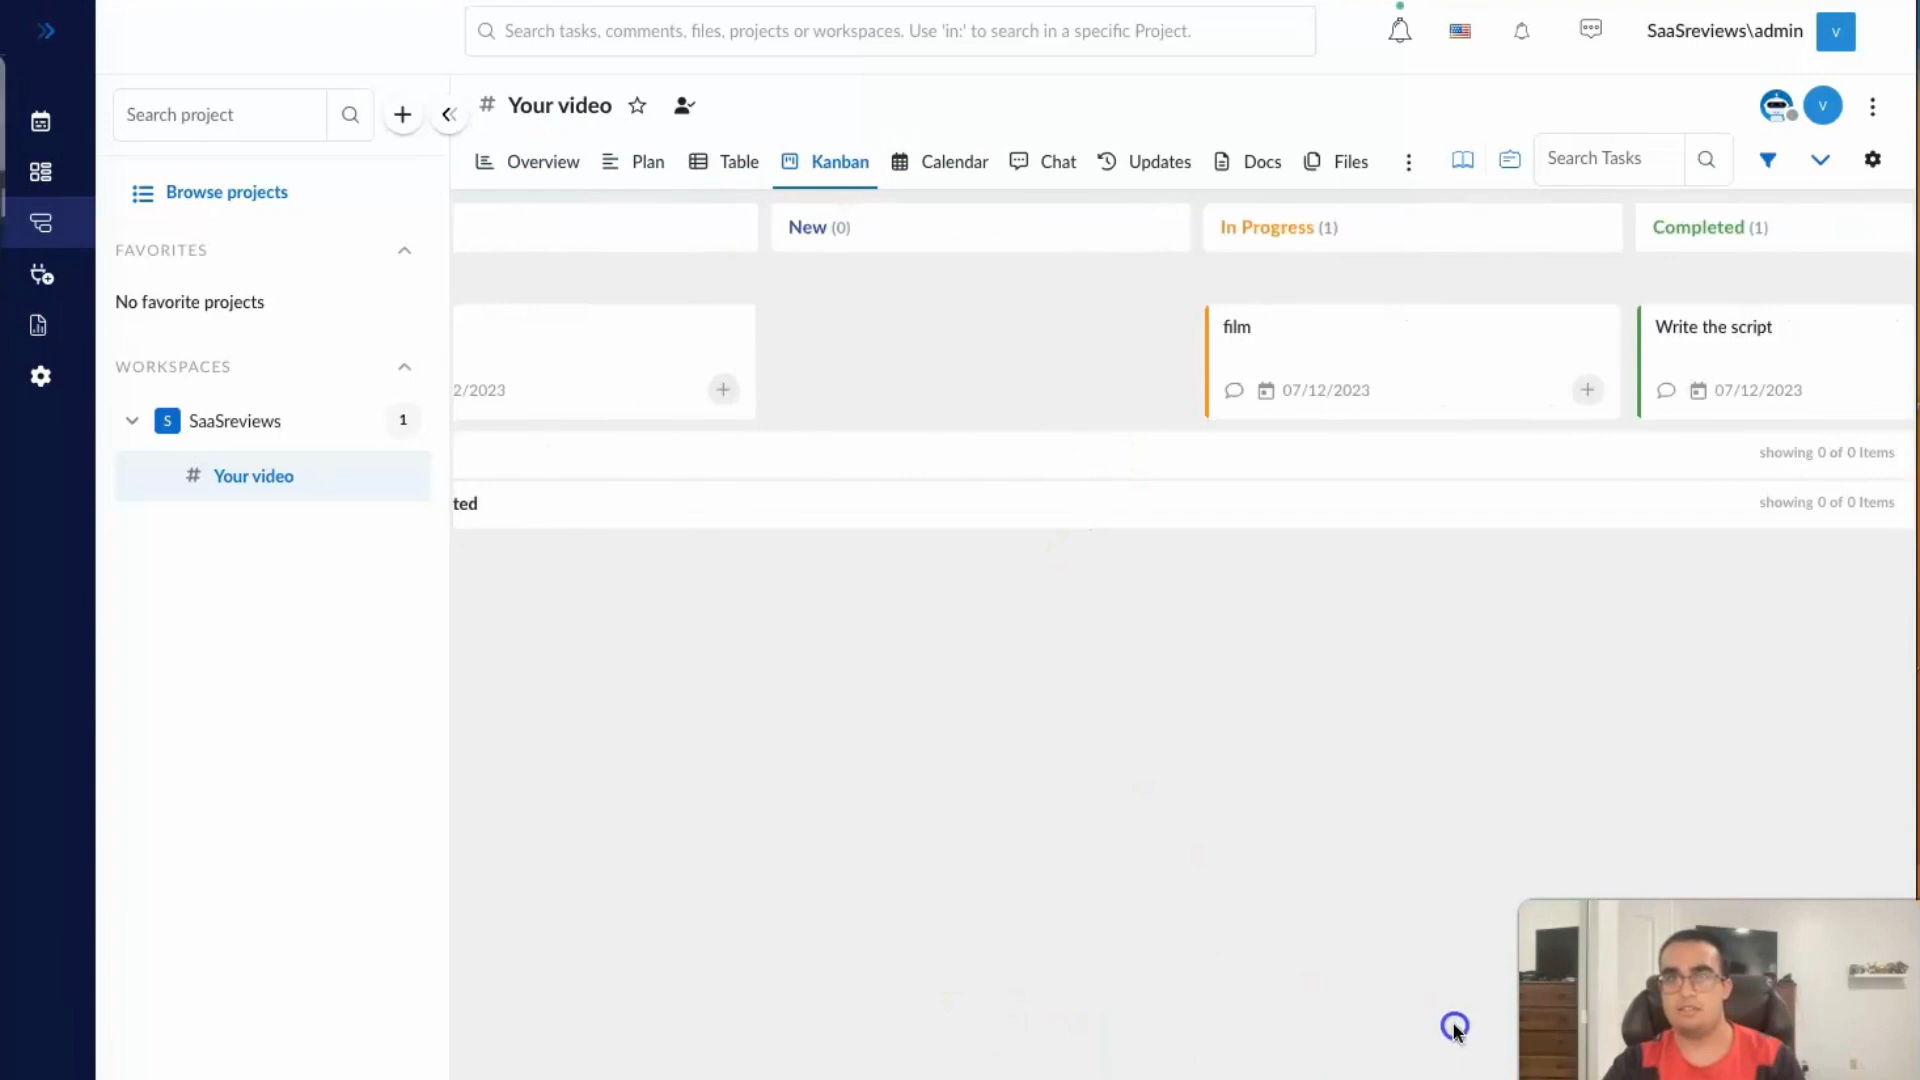 Search tasks, comments, files, projects or workspaces. Use 'in:' to search in a specific Project.
SaaSreviews\admin
V
Search project
# Your video
V
Overview
Plan
Table
Kanban
Calendar
Chat
Updates
Docs
Files
Search Tasks
Browse projects
FAVORITES
No favorite projects
WORKSPACES
S SaaSreviews 1
# Your video
New (0)
In Progress (1)
Completed (1)
2/2023
film
07/12/2023
Write the script
07/12/2023
showing 0 of 0 Items
ted
showing 0 of 0 Items